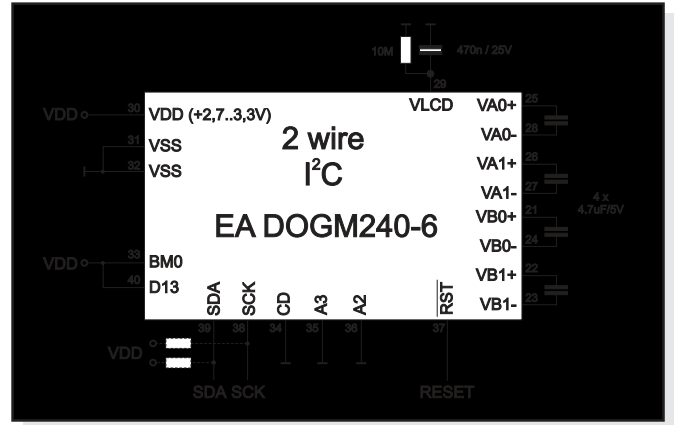 10M
470n / 25V
29
VLCD
30
VDD
VDD (+2,7..3,3V)
31
VSS
32
VSS
2 wire
I²C
EA DOGM240-6
VA0+ 25
VA0- 28
VA1+ 26
VA1- 27
VB0+ 21
VB0- 24
VB1+ 22
VB1- 23
4 x
4,7uF/5V
33
VDD
BM0
40
D13
SDA
SCK
CD
A3
A2
RST
39
38
34
35
36
37
VDD
SDA SCK
RESET